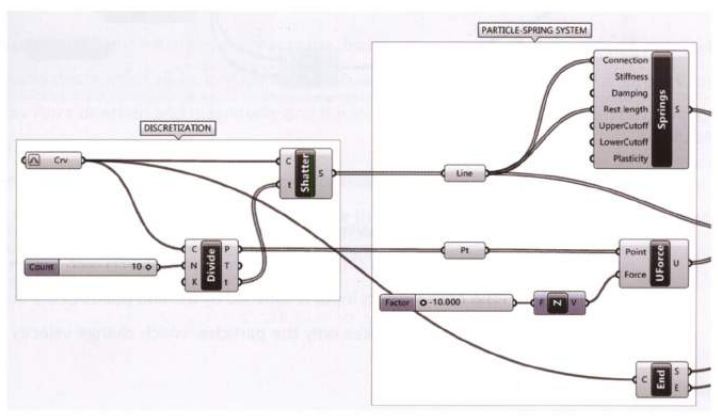 PARTICLE-SPRING SYSTEM
Connection
Stiffness
Damping
Rest length
UpperCutoff
LowerCutoff
Plasticity
Springs
S
DISCRETIZATION
Crv
C
t
Shatter
S
Line
Count
10
C
N
K
Divide
P
T
t
Pt
Point
Force
UForce
U
Factor
-10.000
F
Z
V
C
End
S
E
only the particles which change velocity